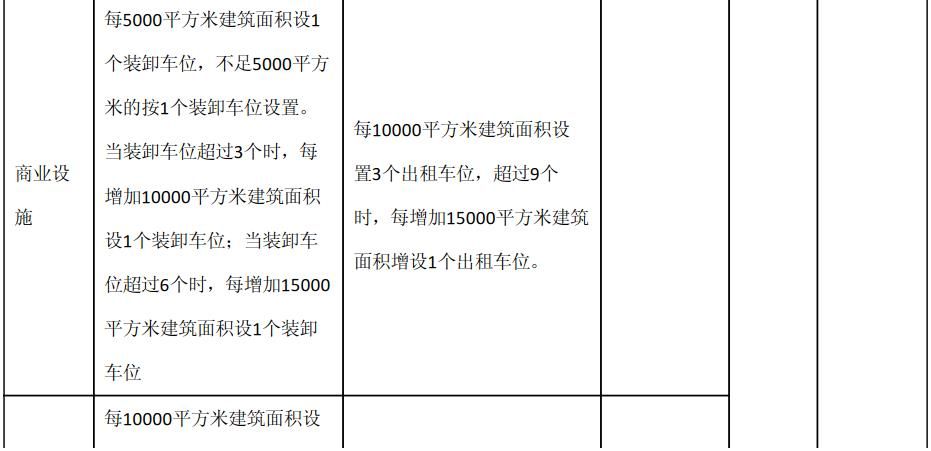 商业设
施
每5000平方米建筑面积设1
个装卸车位，不足5000平方
米的按1个装卸车位设置。
当装卸车位超过3个时，每
增加10000平方米建筑面积
设1个装卸车位；当装卸车
位超过6个时，每增加15000
平方米建筑面积设1个装卸
车位
每10000平方米建筑面积设
置3个出租车位，超过9个
时，每增加15000平方米建筑
面积增设1个出租车位。
每10000平方米建筑面积设